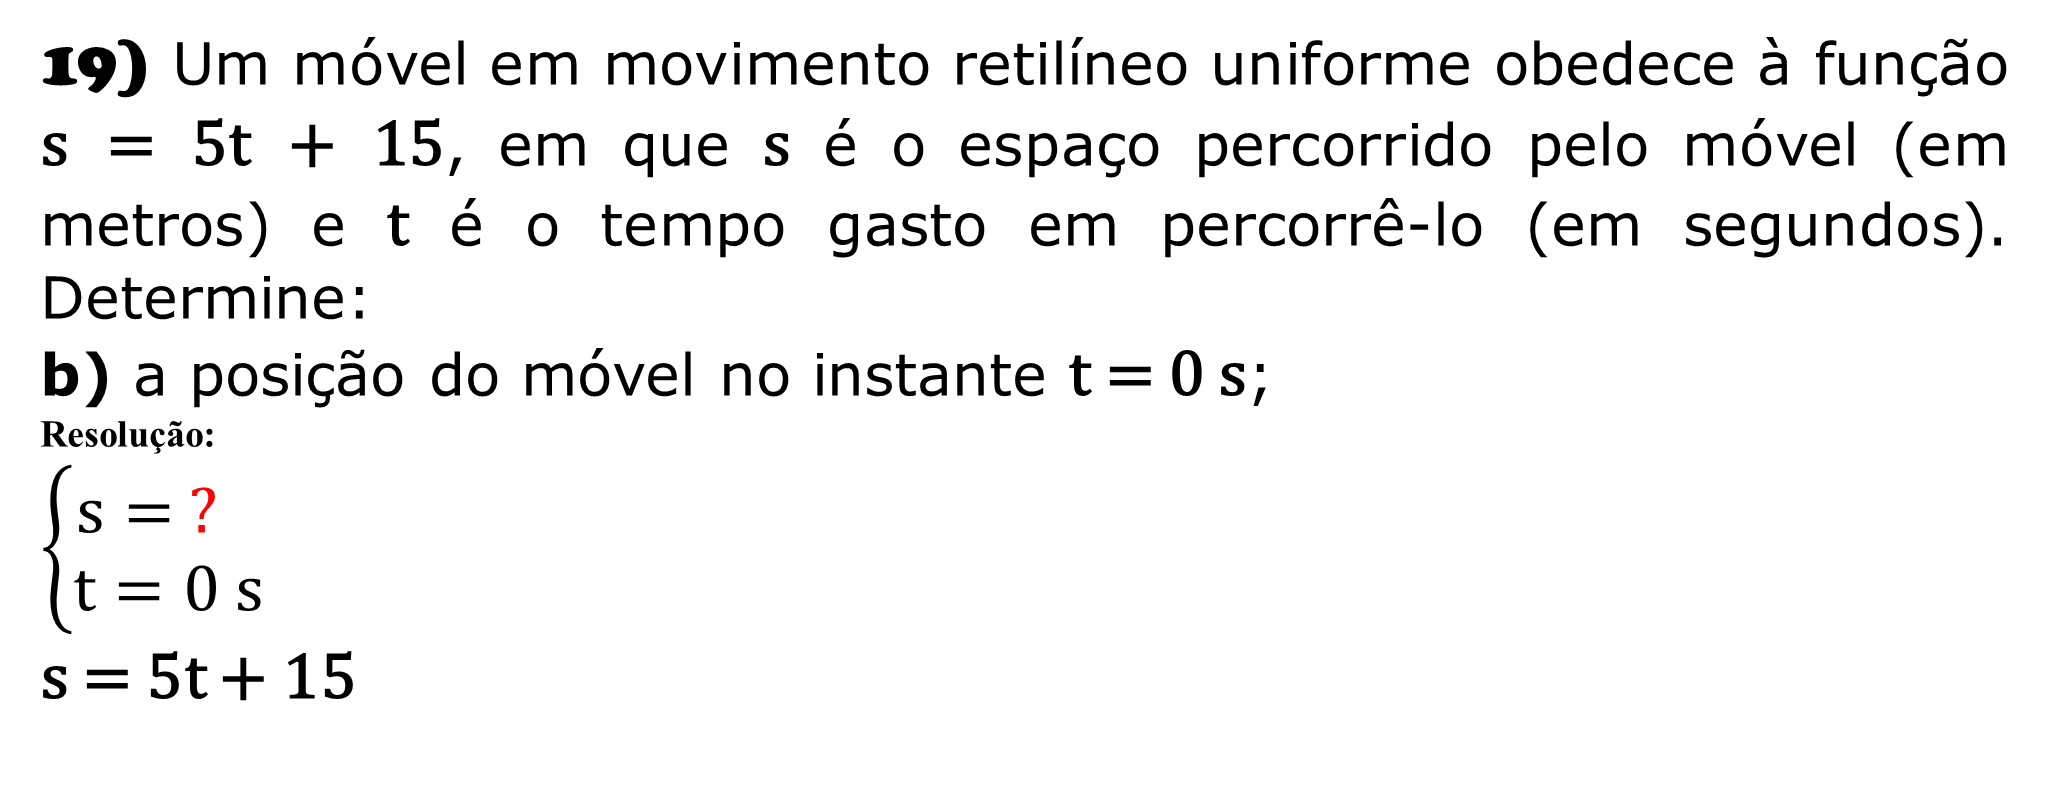 19) Um móvel em movimento retilíneo uniforme obedece à função
s = 5t + 15, em que s é o espaço percorrido pelo móvel (em
metros) e t é o tempo gasto em percorrê-lo (em segundos).
Determine:
b) a posição do móvel no instante t = 0 s;
Resolução:
s = ?
t = 0 s
s = 5t + 15